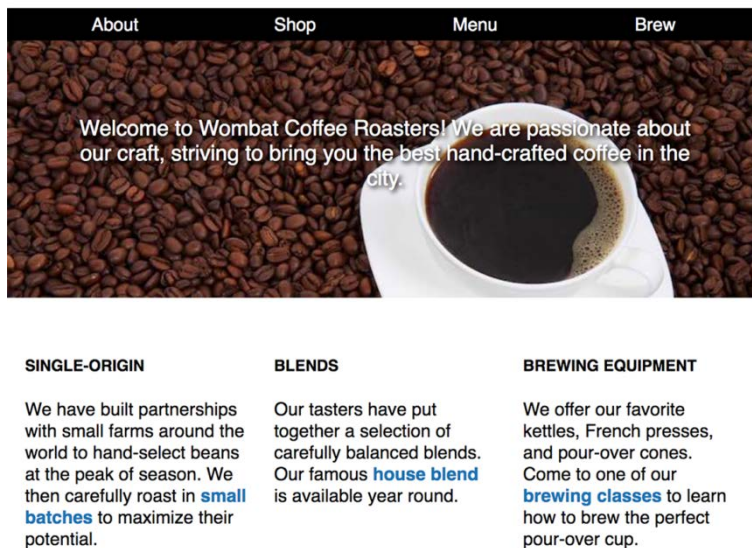 About Shop Menu Brew
Welcome to Wombat Coffee Roasters! We are passionate about
our craft, striving to bring you the best hand-crafted coffee in the
city.
SINGLE-ORIGIN
We have built partnerships
with small farms around the
world to hand-select beans
at the peak of season. We
then carefully roast in small
batches to maximize their
potential.
BLENDS
Our tasters have put
together a selection of
carefully balanced blends.
Our famous house blend
is available year round.
BREWING EQUIPMENT
We offer our favorite
kettles, French presses,
and pour-over cones.
Come to one of our
brewing classes to learn
how to brew the perfect
pour-over cup.